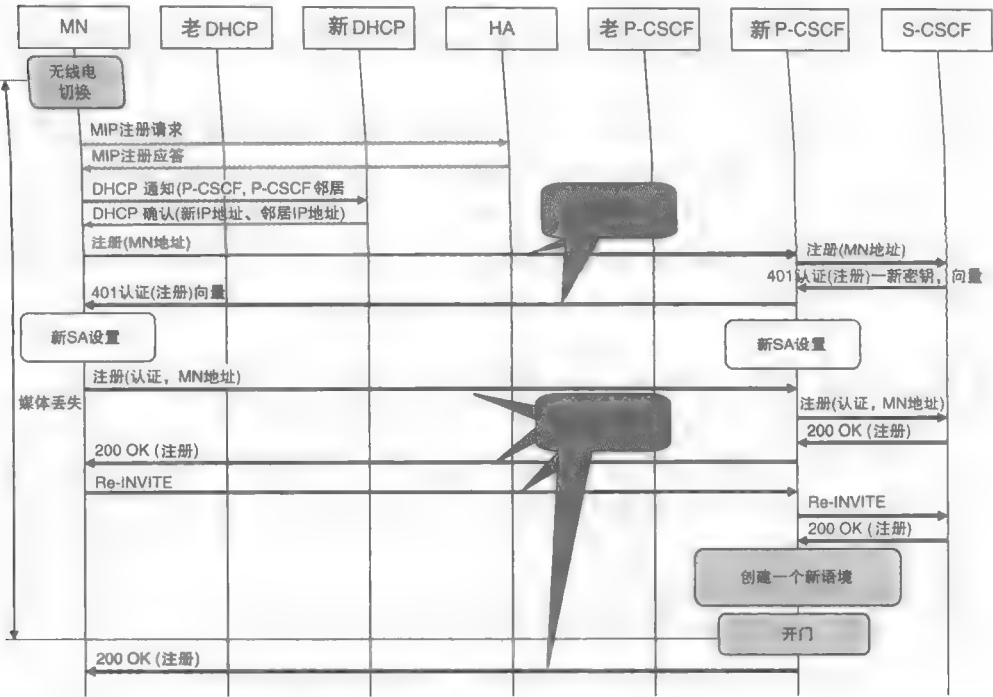 MN
老DHCP
新DHCP
HA
老P-CSCF
新P-CSCF
S-CSCF
无线电
切换
MIP注册请求
MIP注册应答
DHCP 通知(P-CSCF, P-CSCF邻居
DHCP 确认(新IP地址、邻居IP地址)
注册(MN地址)
注册(MN地址)
401认证(注册)一新密钥，向量
401认证(注册)向量
新SA设置
新SA设置
注册(认证，MN地址)
媒体丢失
注册(认证，MN地址)
200 OK (注册)
200 OK (注册)
Re-INVITE
Re-INVITE
200 OK (注册)
创建一个新语境
开门
200 OK (注册)